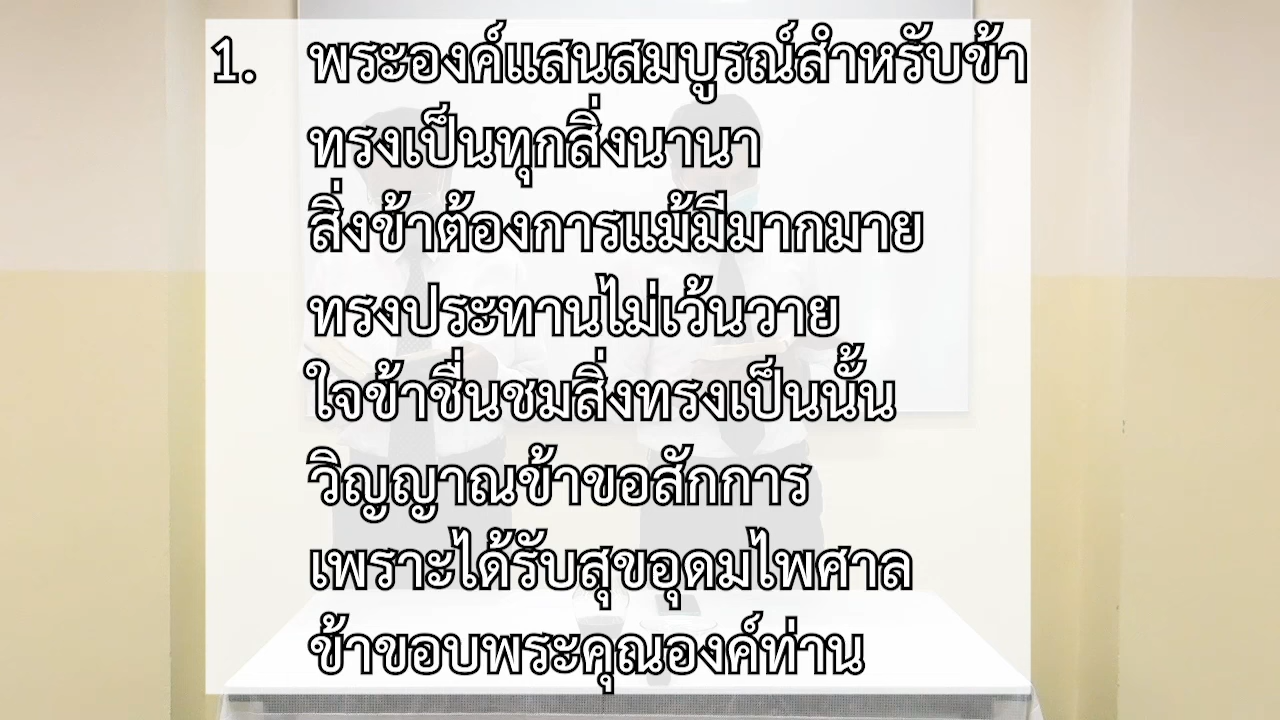 1. พระองค์แสนสมบูรณ์สำหรับข้า
ทรงเป็นทุกสิ่งนานา
สิ่งข้าต้องการแม้มีมากมาย
ทรงประทานไม่เว้นวาย
ใจข้าชื่นชมสิ่งทรงเป็นนั้น
วิญญาณข้าขอสักการ
เพราะได้รับสุขอุดมไพศาล
ข้าขอบพระคุณองค์ท่าน